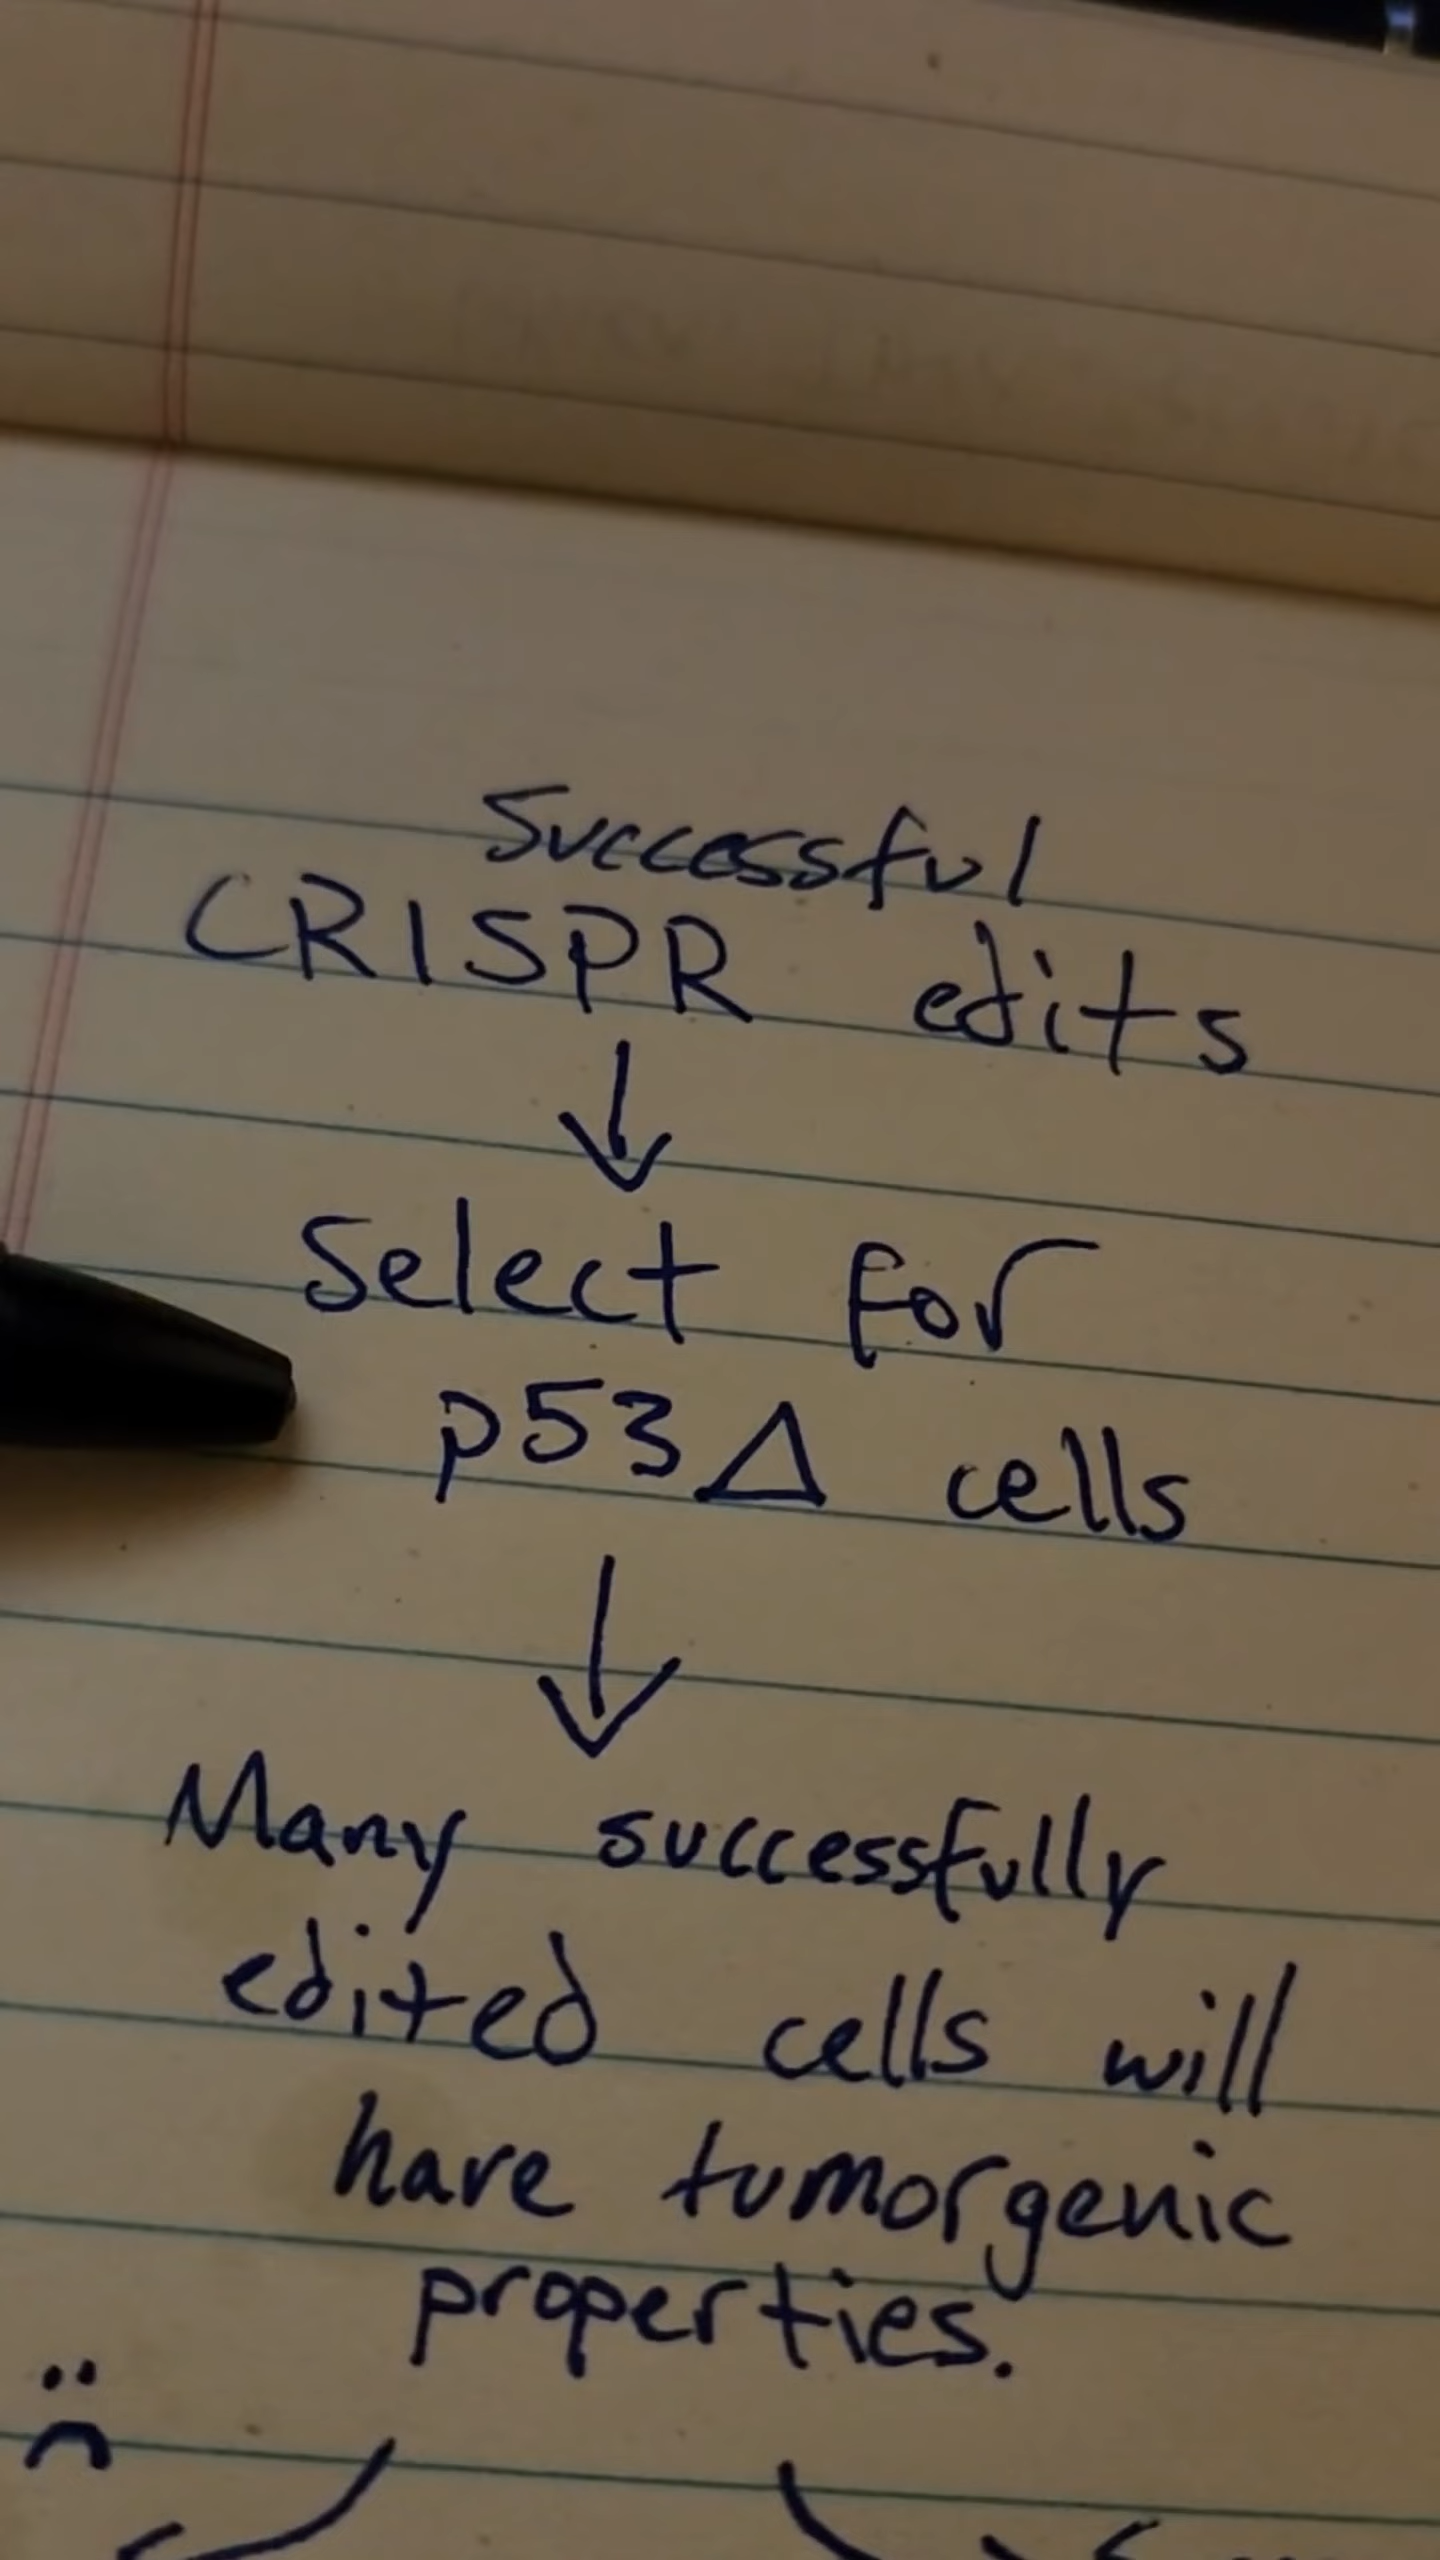 Successful
CRISPR edits
↓
Select for
p53Δ cells
↓
Many successfully
edited cells will
have tumorgenic
properties.